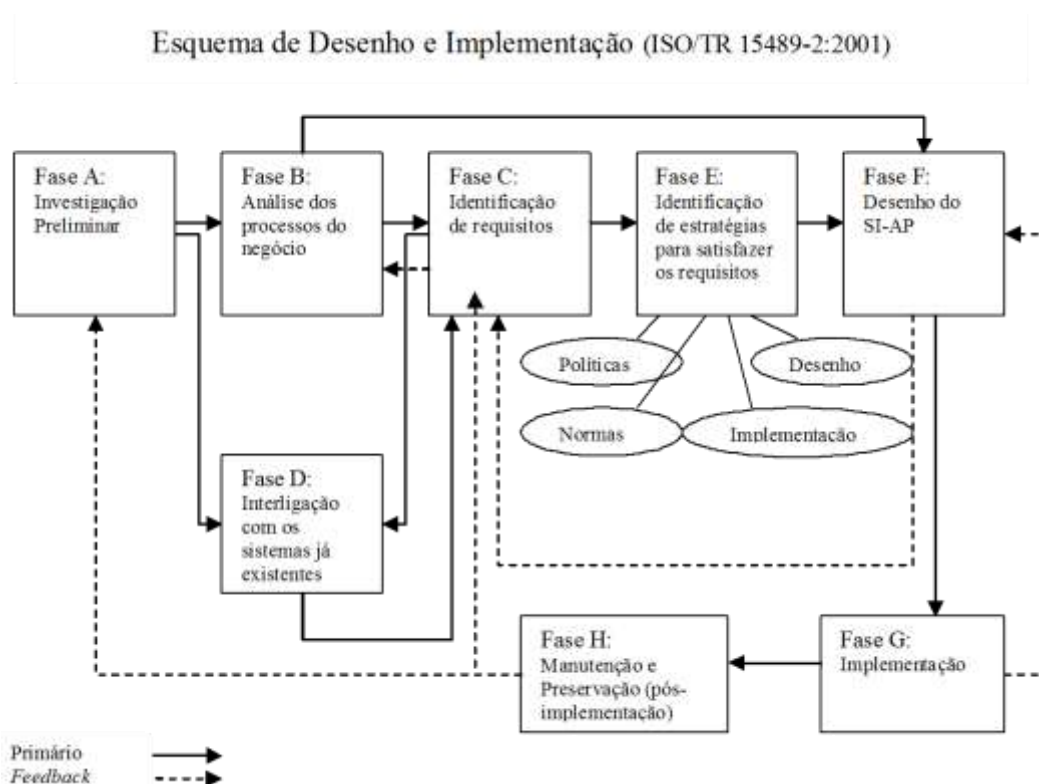 Esquema de Desenho e Implementação (ISO/TR 15489-2:2001)
Fase A:
Investigação
Preliminar
Fase B:
Análise dos
processos do
negócio
Fase C:
Identificação
de requisitos
Fase E:
Identificação
de estratégias
para satisfazer
os requisitos
Fase F:
Desenho do
SI-AP
Políticas
Desenho
Normas
Implementação
Fase D:
Interligação
com os
sistemas já
existentes
Fase H:
Manutenção e
Preservação (pós-
implementação)
Fase G:
Implementação
Primário
Feedback